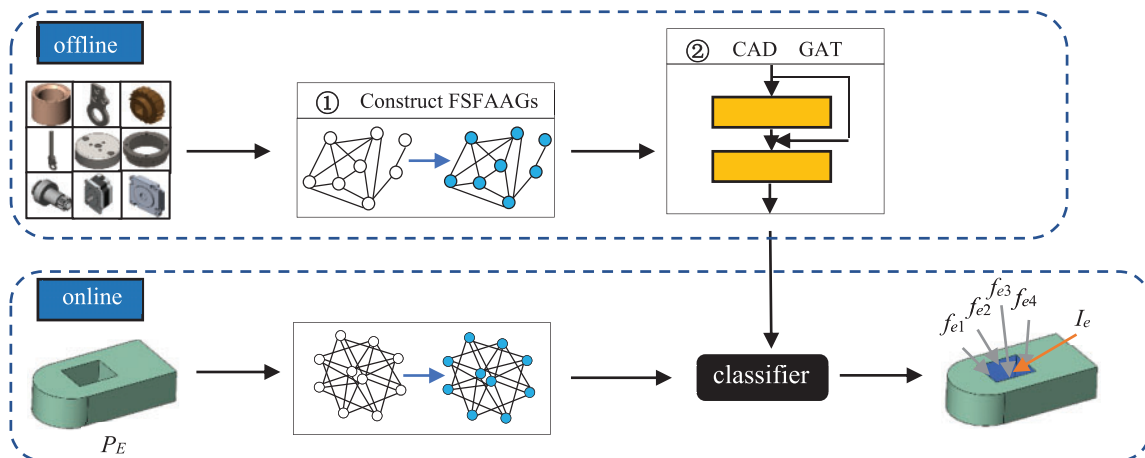 offline
① Construct FSFAAGs
② CAD GAT
online
P_E
classifier
f_e1
f_e2
f_e3
f_e4
I_e